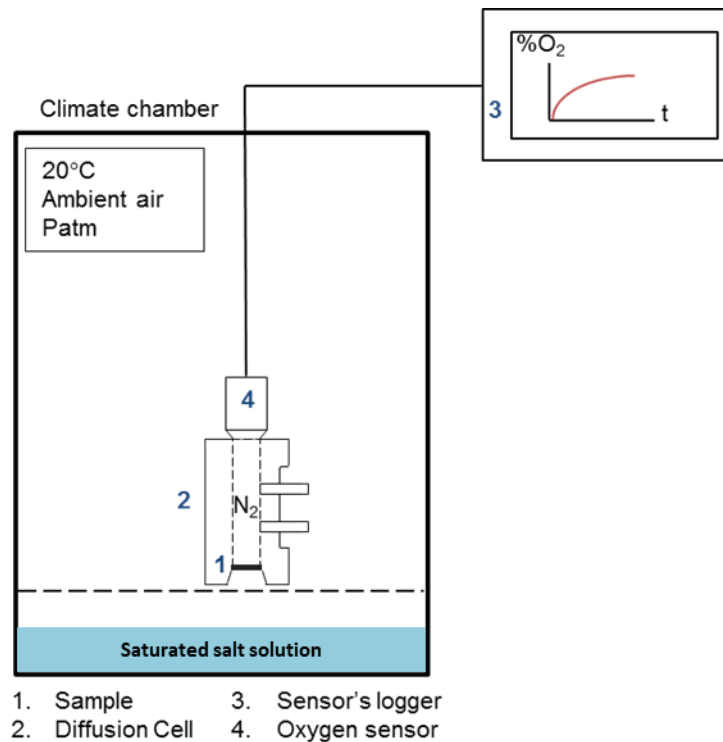 %O₂
3
t
Climate chamber
20°C
Ambient air
Patm
4
2
N₂
1
Saturated salt solution
1. Sample 3. Sensor's logger
2. Diffusion Cell 4. Oxygen sensor